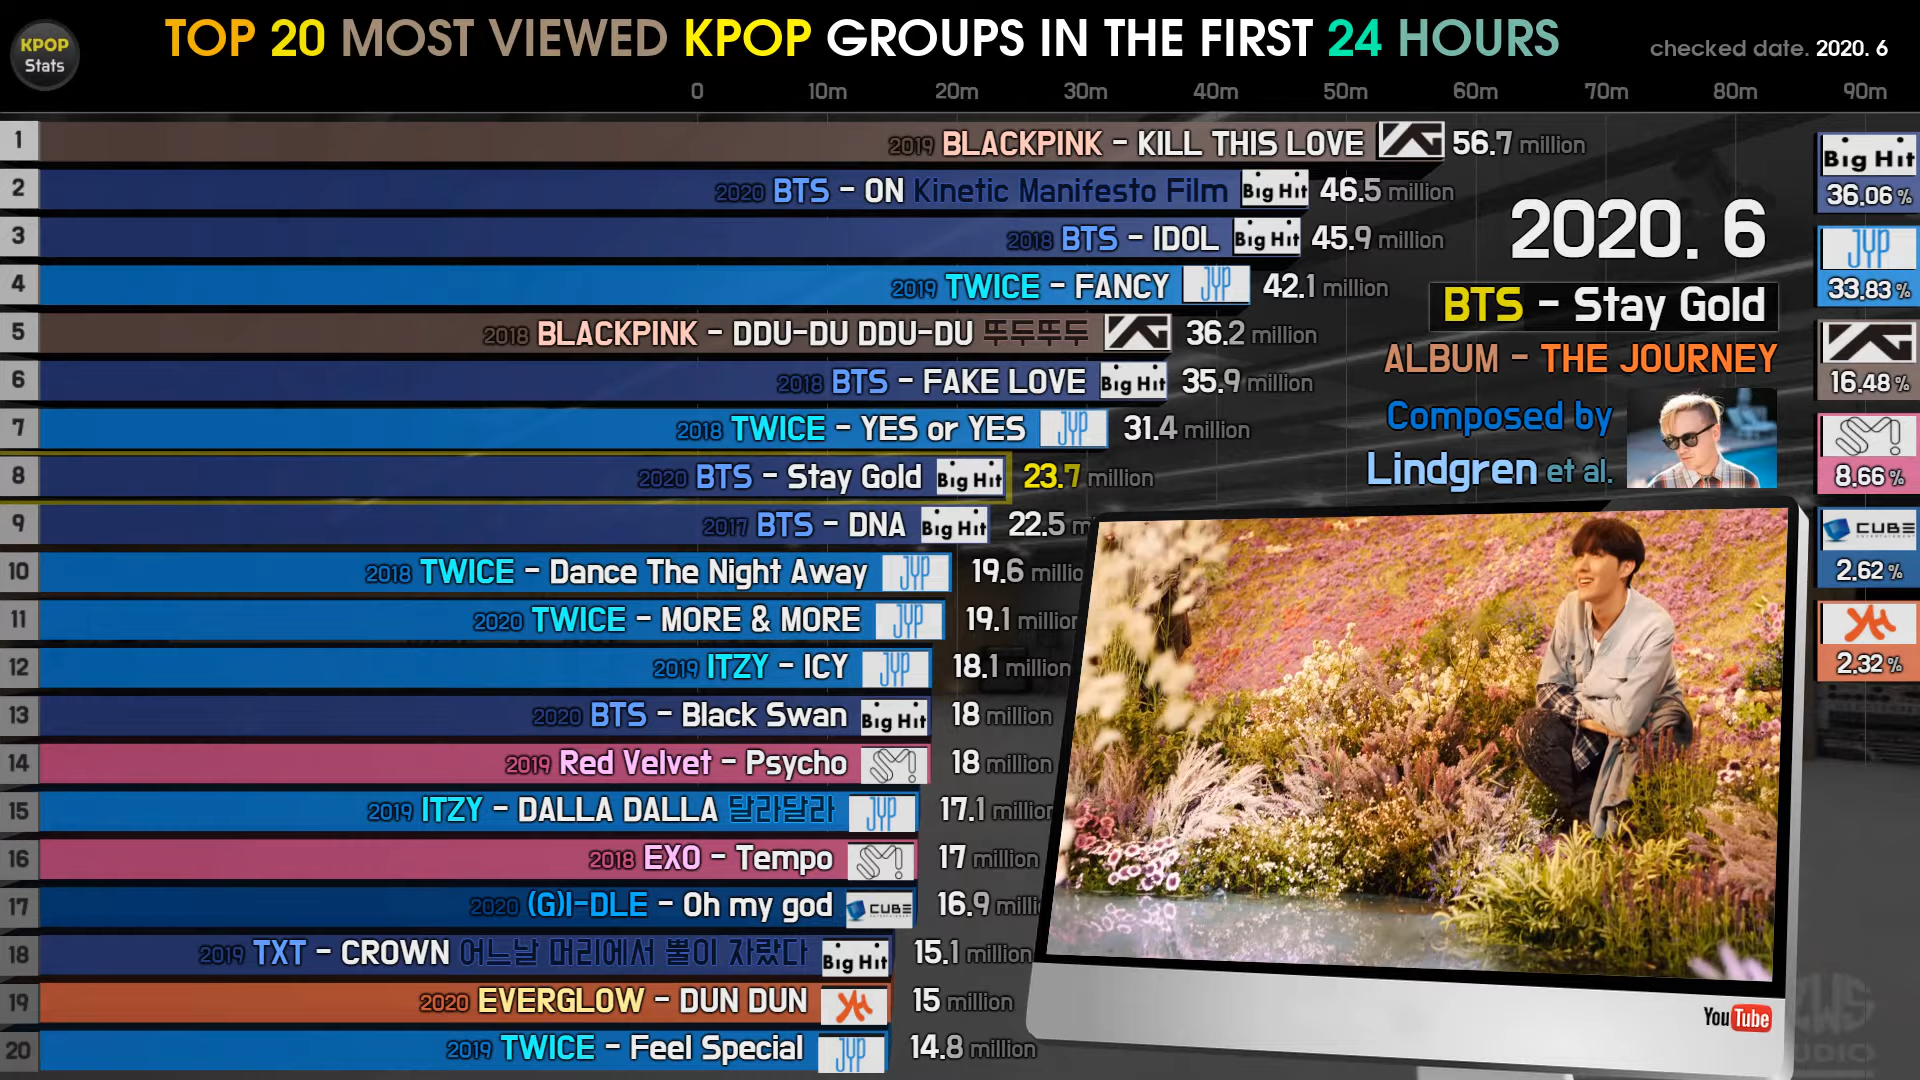 KPOP
Stats
TOP 20 MOST VIEWED KPOP GROUPS IN THE FIRST 24 HOURS
checked date. 2020. 6
0 10m 20m 30m 40m 50m 60m 70m 80m 90m
1 2019 BLACKPINK - KILL THIS LOVE YG 56.7 million
2 2020 BTS - ON Kinetic Manifesto Film Big Hit 46.5 million
3 2018 BTS - IDOL Big Hit 45.9 million
4 2019 TWICE - FANCY JYP 42.1 million
5 2018 BLACKPINK - DDU-DU DDU-DU 뚜두뚜두 YG 36.2 million
6 2018 BTS - FAKE LOVE Big Hit 35.9 million
7 2018 TWICE - YES or YES JYP 31.4 million
8 2020 BTS - Stay Gold Big Hit 23.7 million
9 2017 BTS - DNA Big Hit 22.5 m
10 2018 TWICE - Dance The Night Away JYP 19.6 millio
11 2020 TWICE - MORE & MORE JYP 19.1 million
12 2019 ITZY - ICY JYP 18.1 million
13 2020 BTS - Black Swan Big Hit 18 million
14 2019 Red Velvet - Psycho SM! 18 million
15 2019 ITZY - DALLA DALLA 달라달라 JYP 17.1 million
16 2018 EXO - Tempo SM! 17 million
17 2020 (G)I-DLE - Oh my god CUBE 16.9 milli
18 2019 TXT - CROWN 어느날 머리에서 뿔이 자랐다 Big Hit 15.1 million
19 2020 EVERGLOW - DUN DUN 15 million
20 2019 TWICE - Feel Special JYP 14.8 million
2020. 6
BTS - Stay Gold
ALBUM - THE JOURNEY
Composed by
Lindgren et al.
Big Hit
36.06 %
JYP
33.83 %
YG
16.48 %
SM!
8.66 %
CUBE
ENTERTAINMENT
2.62 %
2.32 %
YouTube